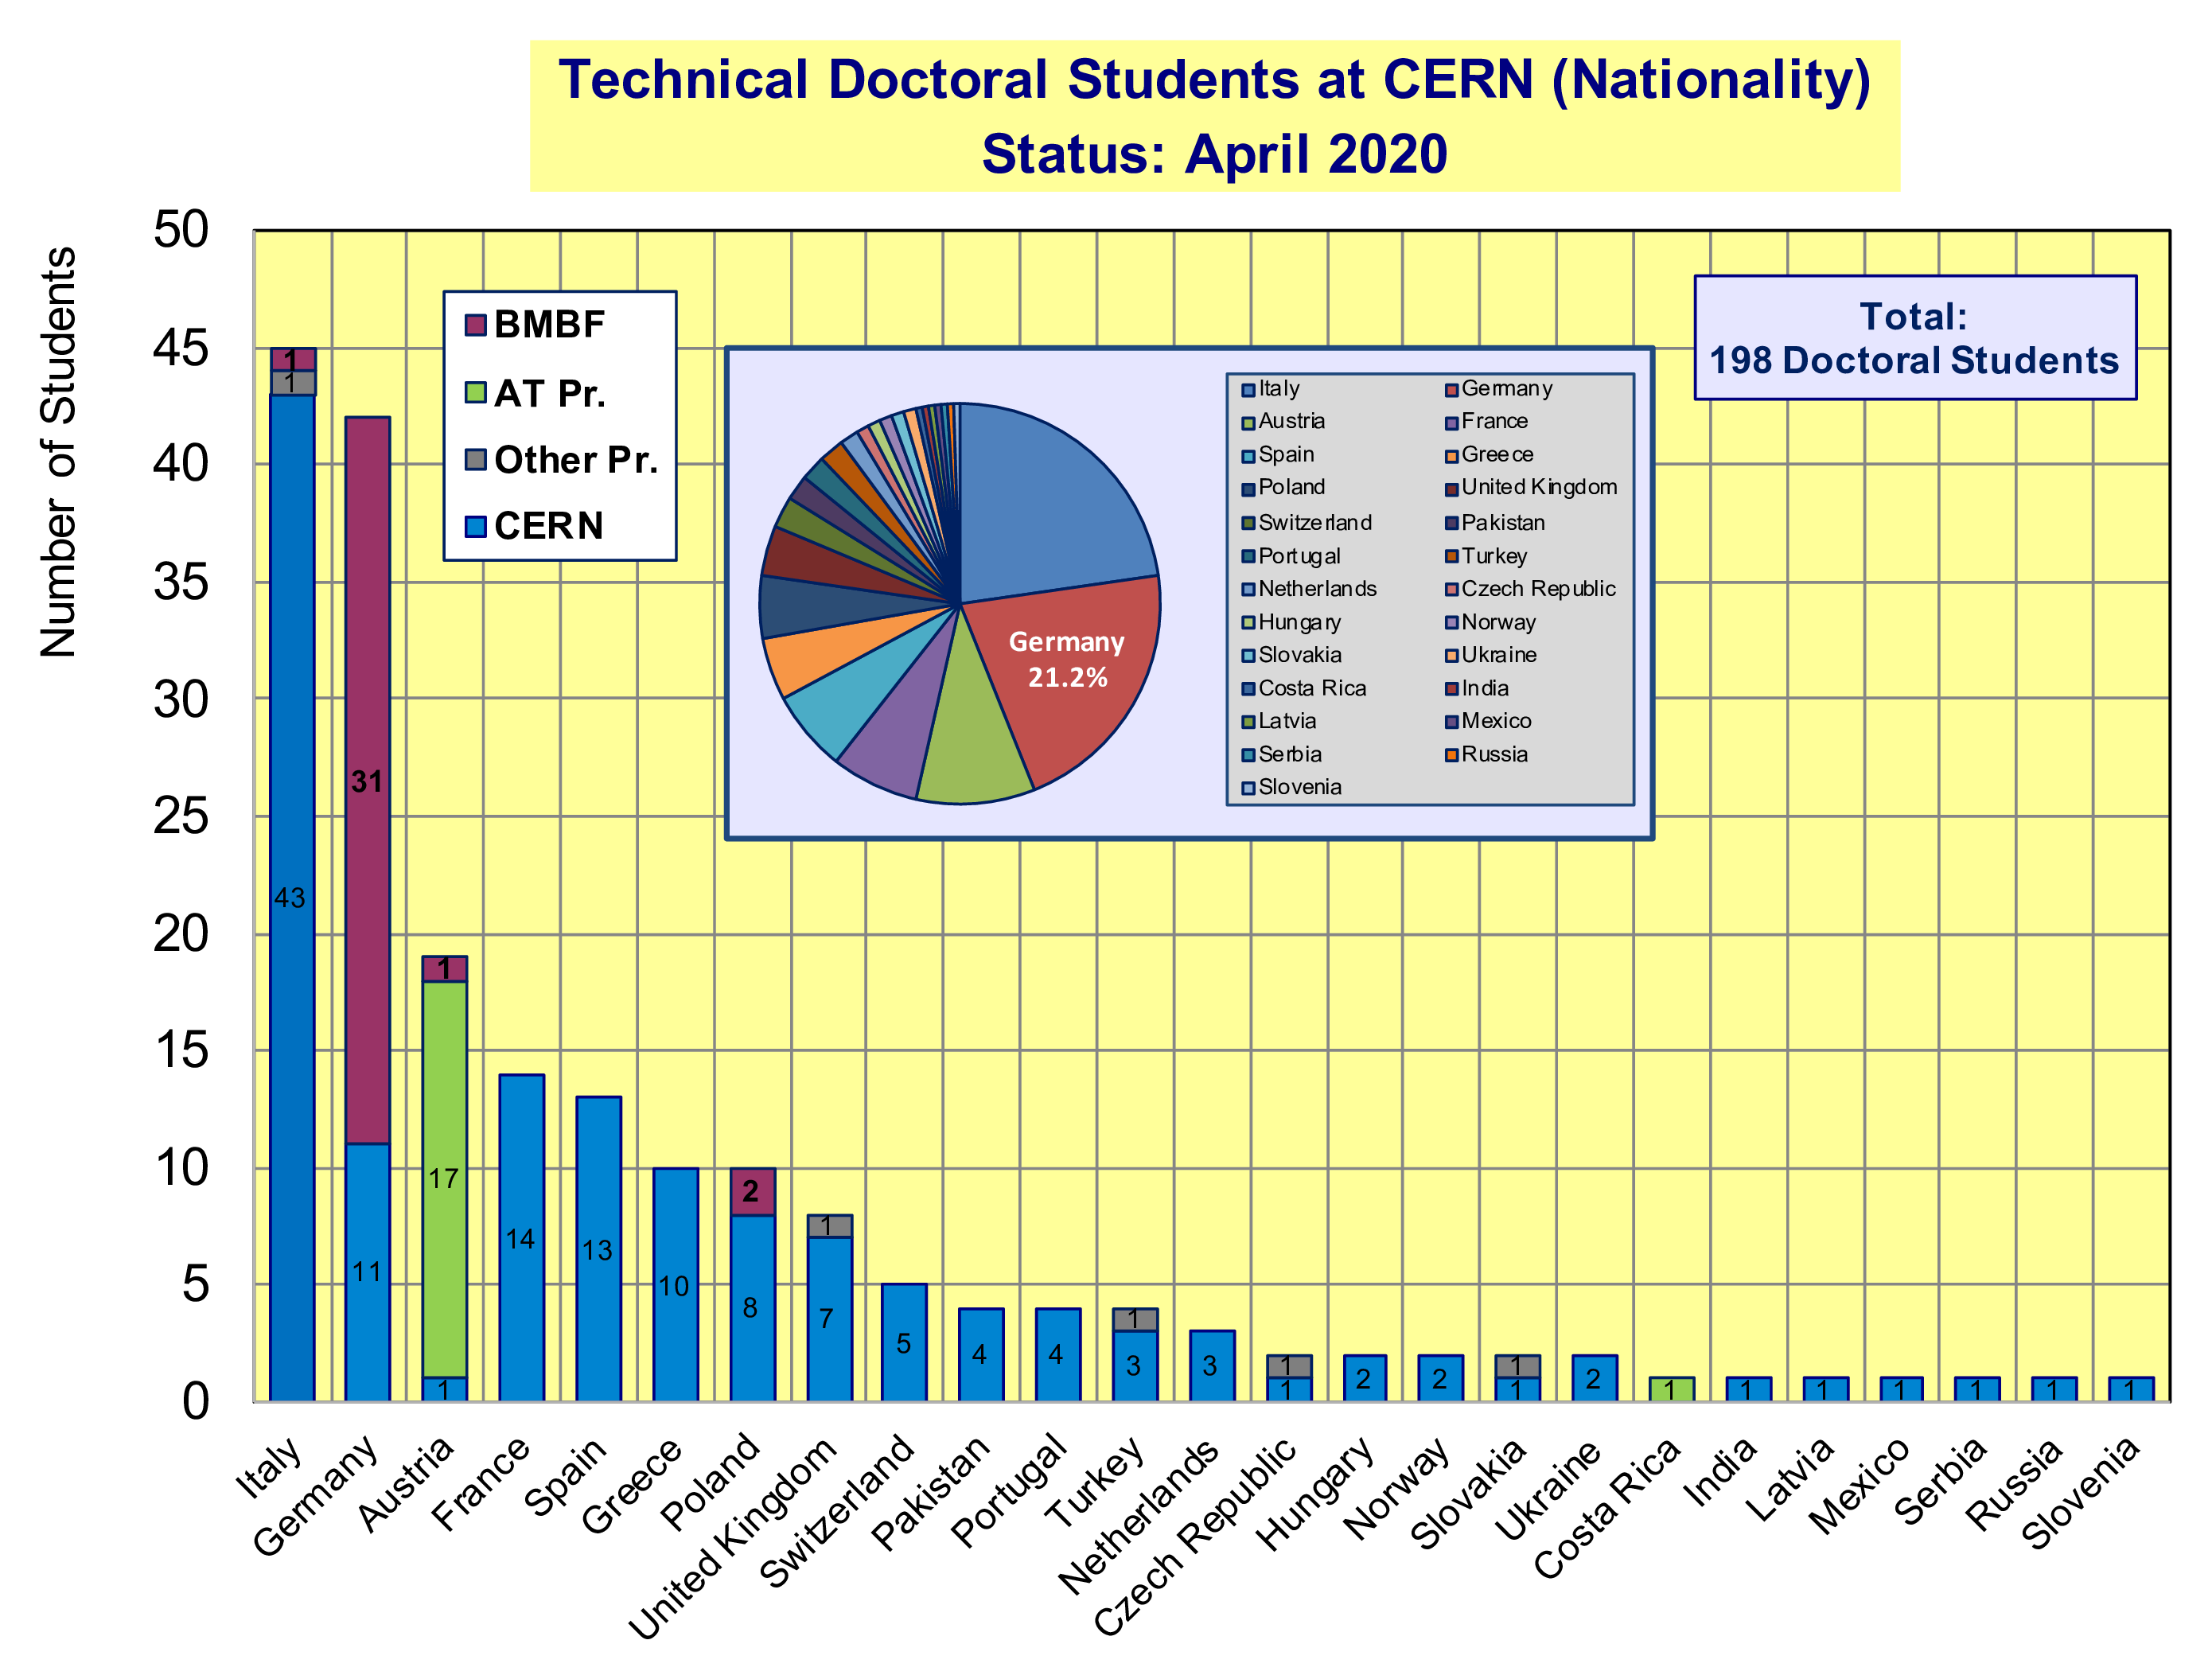 Technical Doctoral Students at CERN (Nationality)
Status: April 2020
Number of Students
50
45
40
35
30
25
20
15
10
5
0
BMBF
AT Pr.
Other Pr.
CERN
Total:
198 Doctoral Students
Germany
21.2%
Italy Germany
Austria France
Spain Greece
Poland United Kingdom
Switzerland Pakistan
Portugal Turkey
Netherlands Czech Republic
Hungary Norway
Slovakia Ukraine
Costa Rica India
Latvia Mexico
Serbia Russia
Slovenia
1
1
43
31
11
1
17
1
14
13
10
2
8
1
7
5
4
4
1
3
3
1
1
2
2
1
1
2
1
1
1
1
1
1
1
Italy
Germany
Austria
France
Spain
Greece
Poland
United Kingdom
Switzerland
Pakistan
Portugal
Turkey
Netherlands
Czech Republic
Hungary
Norway
Slovakia
Ukraine
Costa Rica
India
Latvia
Mexico
Serbia
Russia
Slovenia